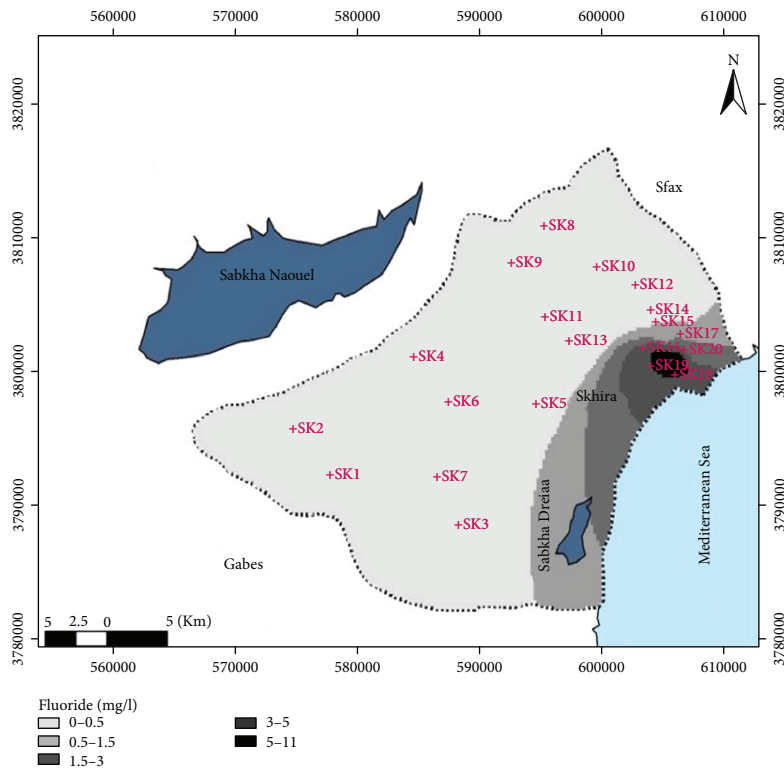 560000 570000 580000 590000 600000 610000
N
3820000 3820000
Sfax
+SK8
3810000 3810000
+SK9 +SK10
Sabkha Naouel
+SK12
+SK14
+SK11 +SK15
+SK13 +SK17
+SK16 +SK20
+SK4
3800000 3800000
+SK19
+SK18
Skhira
+SK6 +SK5
+SK2
+SK1 +SK7
3790000 3790000
+SK3
Sabkha Dreiaa
Mediterranean Sea
Gabes
5 2.5 0 5 (Km)
3780000 3780000
560000 570000 580000 590000 600000 610000
Fluoride (mg/l)
0–0.5 3–5
0.5–1.5 5–11
1.5–3